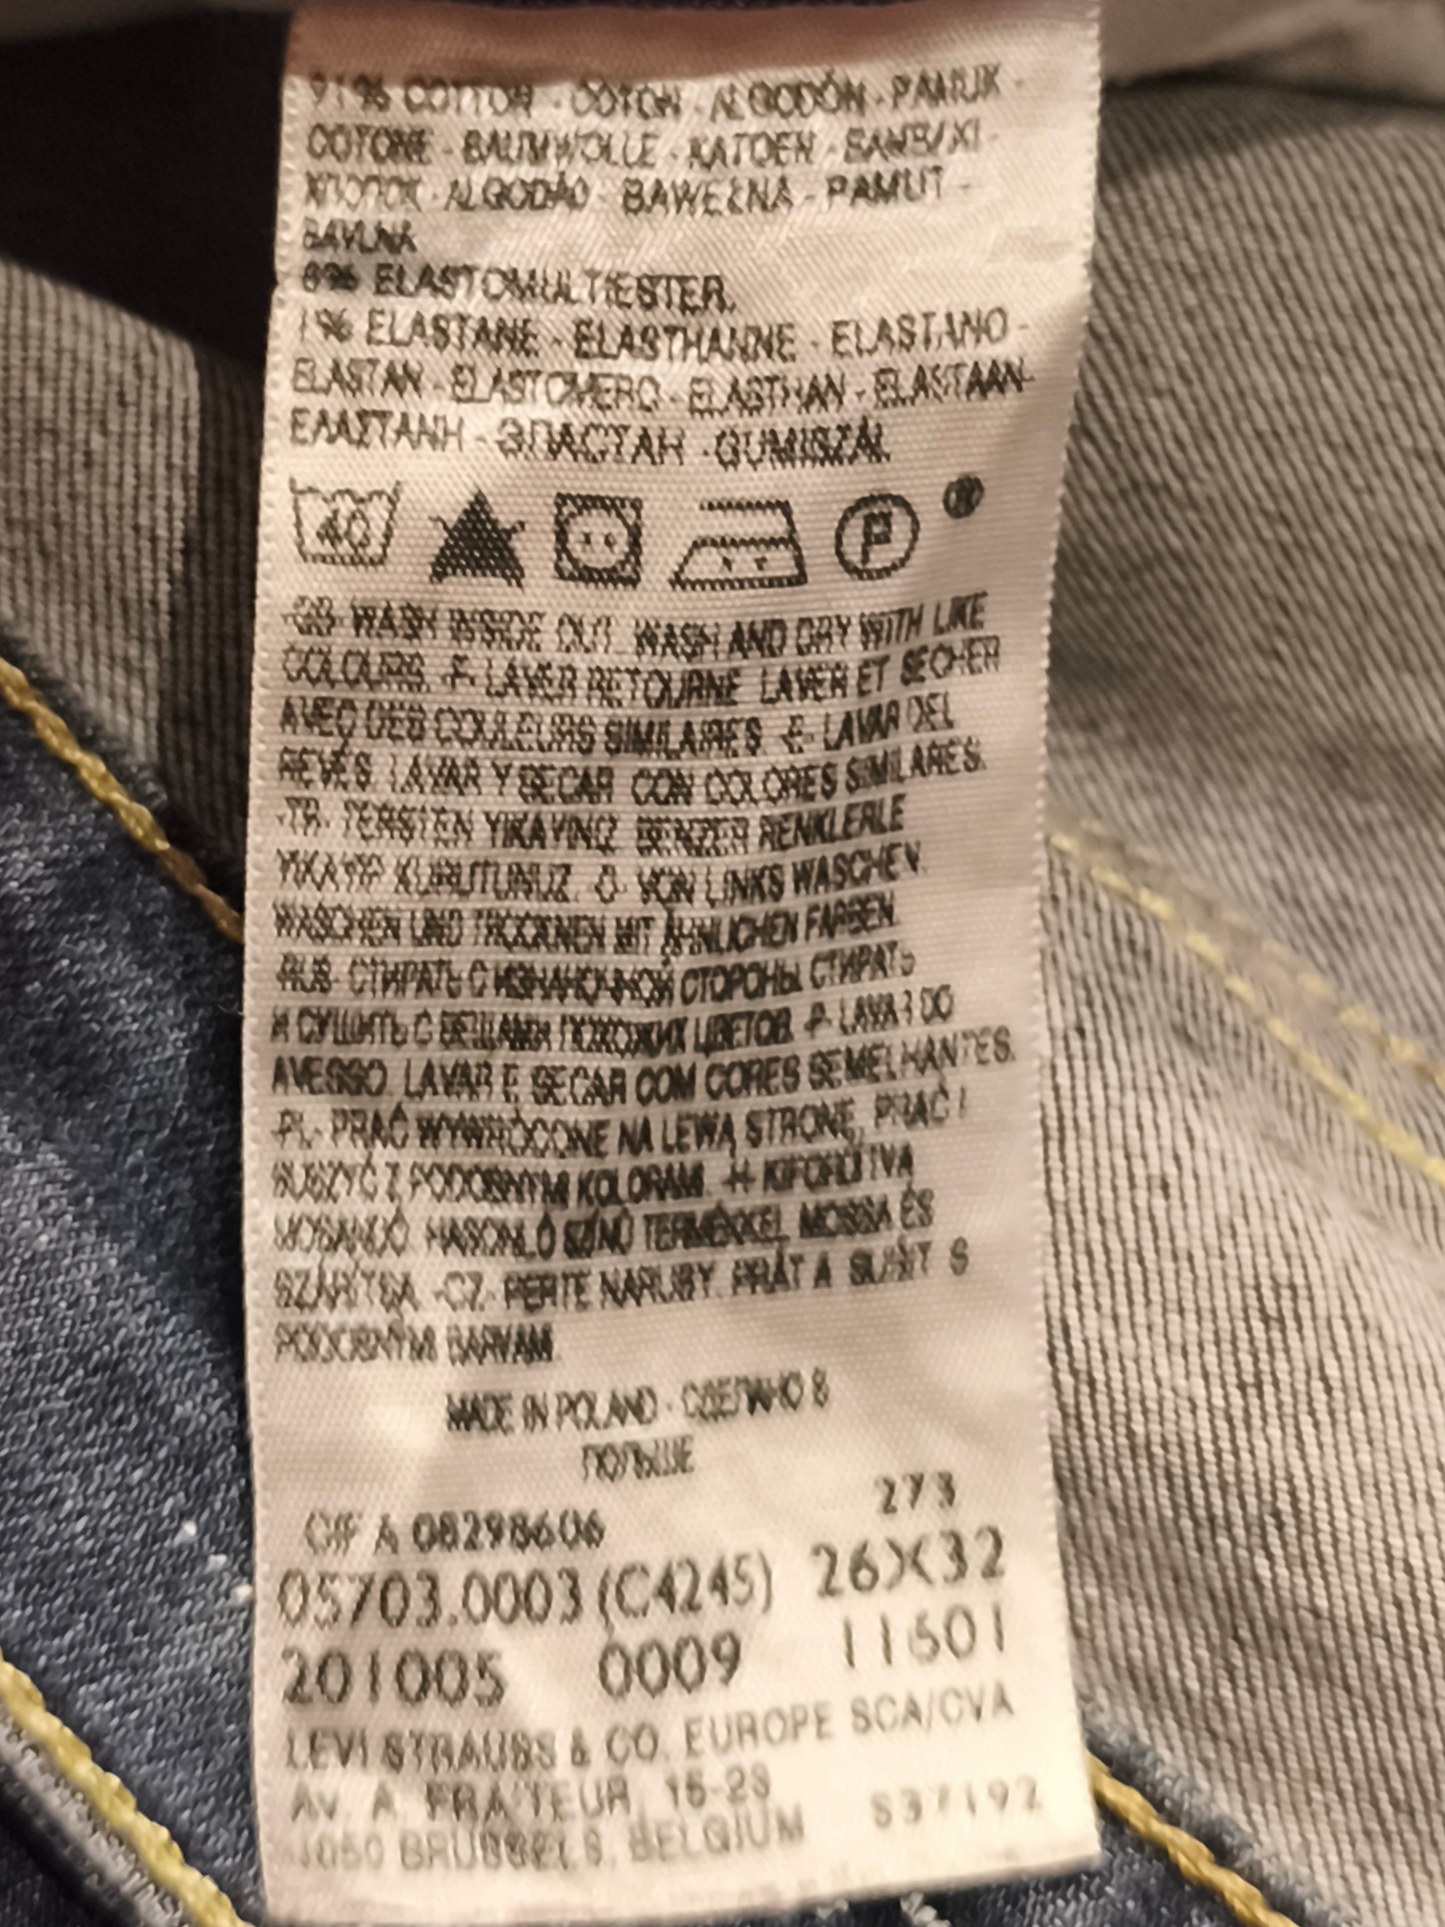 91% COTTON - COTON - ALGODÓN - PAMUK -
COTONE - BAUMWOLLE - KATOEN - BAMBAKI -
ХЛОПОК - ALGODÃO - BAWEŁNA - PAMUT -
BAVLNA
8% ELASTOMULTIESTER.
1% ELASTANE - ELASTHANNE - ELASTANO -
ELASTAN - ELASTOMERO - ELASTHAN - ELASTAAN-
ΕΛΑΣΤΑΝΗ - ЭЛАСТАН - GUMISZÁL
40 P ®
-GB- WASH INSIDE OUT. WASH AND DRY WITH LIKE
COLOURS. -F- LAVER RETOURNE. LAVER ET SECHER
AVEC DES COULEURS SIMILAIRES -E- LAVAR DEL
REVÉS. LAVAR Y SECAR CON COLORES SIMILARES.
-TR- TERSTEN YIKAYINIZ. BENZER RENKLERLE
YIKAYIP KURUTUNUZ. -D- VON LINKS WASCHEN.
WASCHEN UND TROCKNEN MIT ÄHNLICHEN FARBEN.
-RUS- СТИРАТЬ С ИЗНАНОЧНОЙ СТОРОНЫ. СТИРАТЬ
И СУШИТЬ С ВЕЩАМИ ПОХОЖИХ ЦВЕТОВ. -P- LAVAR DO
AVESSO. LAVAR E SECAR COM CORES SEMELHANTES.
-PL- PRAĆ WYWRÓCONE NA LEWĄ STRONĘ, PRAĆ I
SUSZYĆ Z PODOBNYMI KOLORAMI. -H- KIFORDÍTVA
MOSANDÓ. HASONLÓ SZÍNŰ TERMÉKKEL MOSSA ÉS
SZÁRÍTSA. -CZ- PERTE NARUBY. PRÁT A SUŠIT S
PODOBNÝMI BARVAMI.
MADE IN POLAND - СДЕЛАНО В
ПОЛЬШЕ
273
CIF A 08298606
05703.0003 (C4245) 26X32
201005 0009 11601
LEVI STRAUSS & CO. EUROPE SCA/CVA
AV. A. FRAITEUR, 15-23
1050 BRUSSELS, BELGIUM S37192